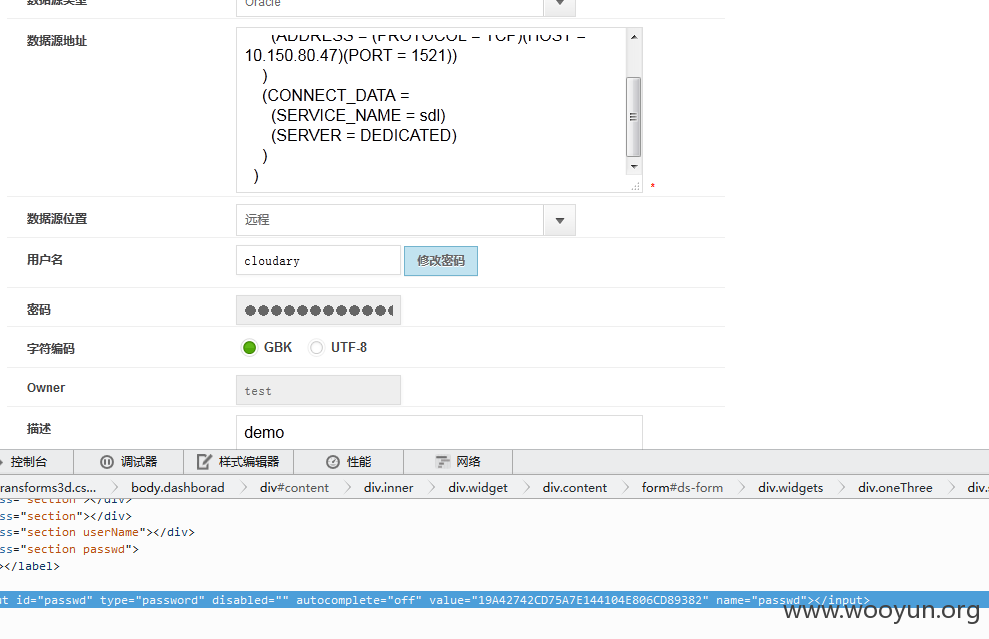 数据源类型
Oracle
数据源地址
(ADDRESS = (PROTOCOL = TCP)(HOST =
10.150.80.47)(PORT = 1521))
)
(CONNECT_DATA =
(SERVICE_NAME = sdl)
(SERVER = DEDICATED)
)
)
*
数据源位置
远程
用户名
cloudary
修改密码
密码
字符编码
GBK
UTF-8
Owner
test
描述
demo
控制台
调试器
样式编辑器
性能
网络
ransforms3d.cs...
body.dashborad
div#content
div.inner
div.widget
div.content
form#ds-form
div.widgets
div.oneThree
div.
ss="section"></div>
ss="section"></div>
ss="section userName"></div>
ss="section passwd">
></label>
ut id="passwd" type="password" disabled="" autocomplete="off" value="19A42742CD75A7E144104E806CD89382" name="passwd"></input>
www.wooyun.org